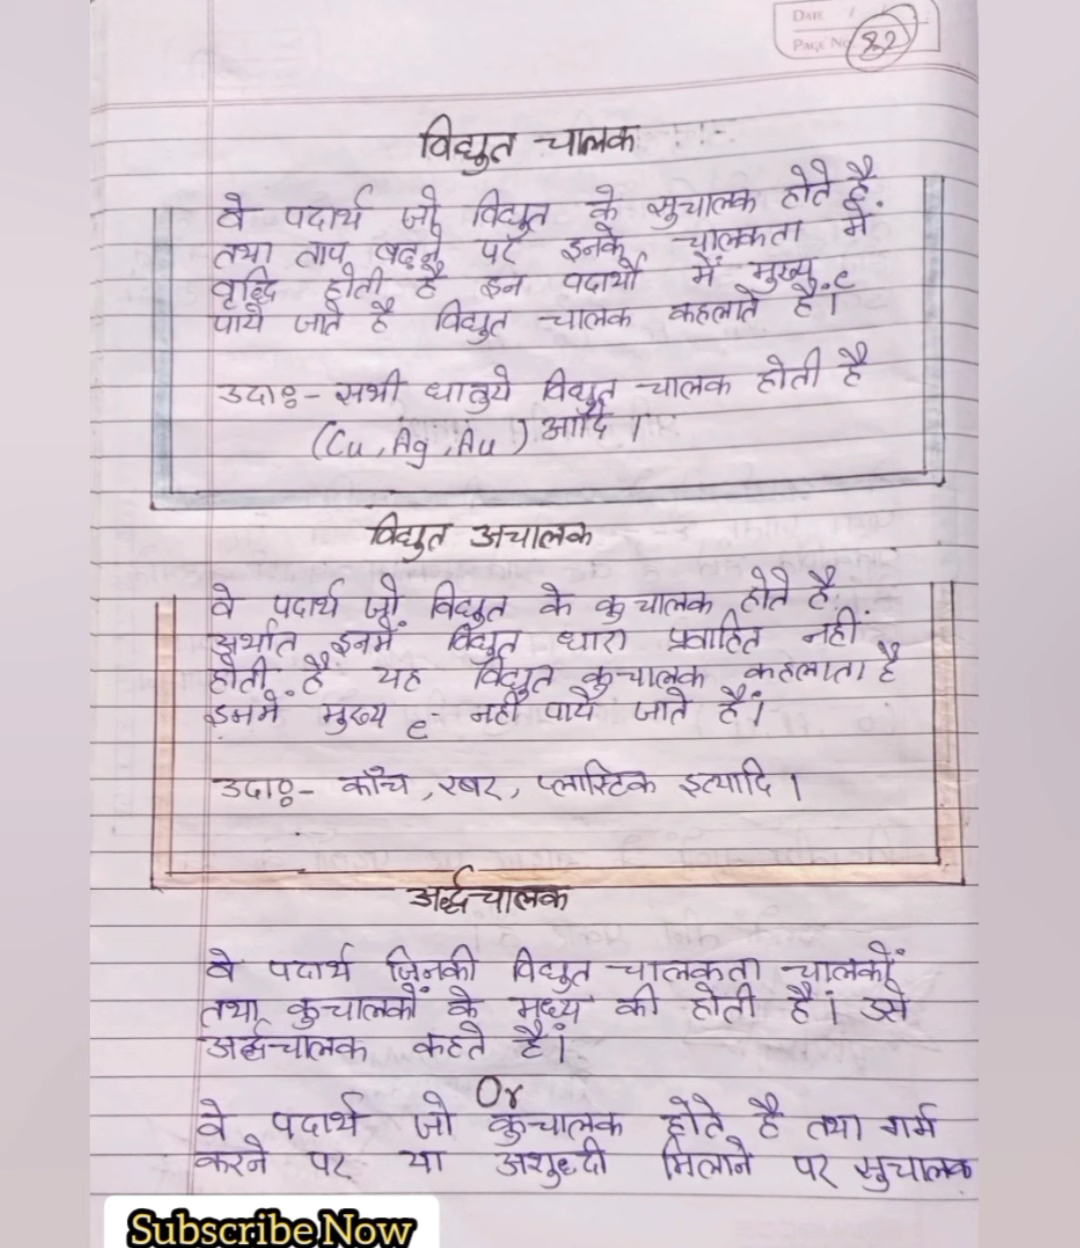 DATE / /
PAGE No. 82
विद्युत चालक
वे पदार्थ जो विद्युत के सुचालक होते है.
तथा ताप बढ़ने पर इनके चालकता में
वृद्धि होती है इन पदार्थों में मुख्य e
पाये जाते है विद्युत चालक कहलाते हैं।
उदा०:- सभी धातुये विद्युत चालक होती है
(Cu, Ag, Au) आदि।
विद्युत अचालक
वे पदार्थ जो विद्युत के कुचालक होते है.
अर्थात इनमें विद्युत धारा प्रवाहित नहीं
होती है यह विद्युत कुचालक कहलाता है
इनमें मुख्य e- नहीं पाये जाते हैं।
उदा०:- काँच, रबर, प्लास्टिक इत्यादि।
अर्द्धचालक
वे पदार्थ जिनकी विद्युत चालकता चालकों
तथा कुचालकों के मध्य की होती हैं। उसे
अर्द्धचालक कहते हैं।
Or
वे पदार्थ जो कुचालक होते है तथा गर्म
करने पर या अशुद्दी मिलाने पर सुचालक
Subscribe Now